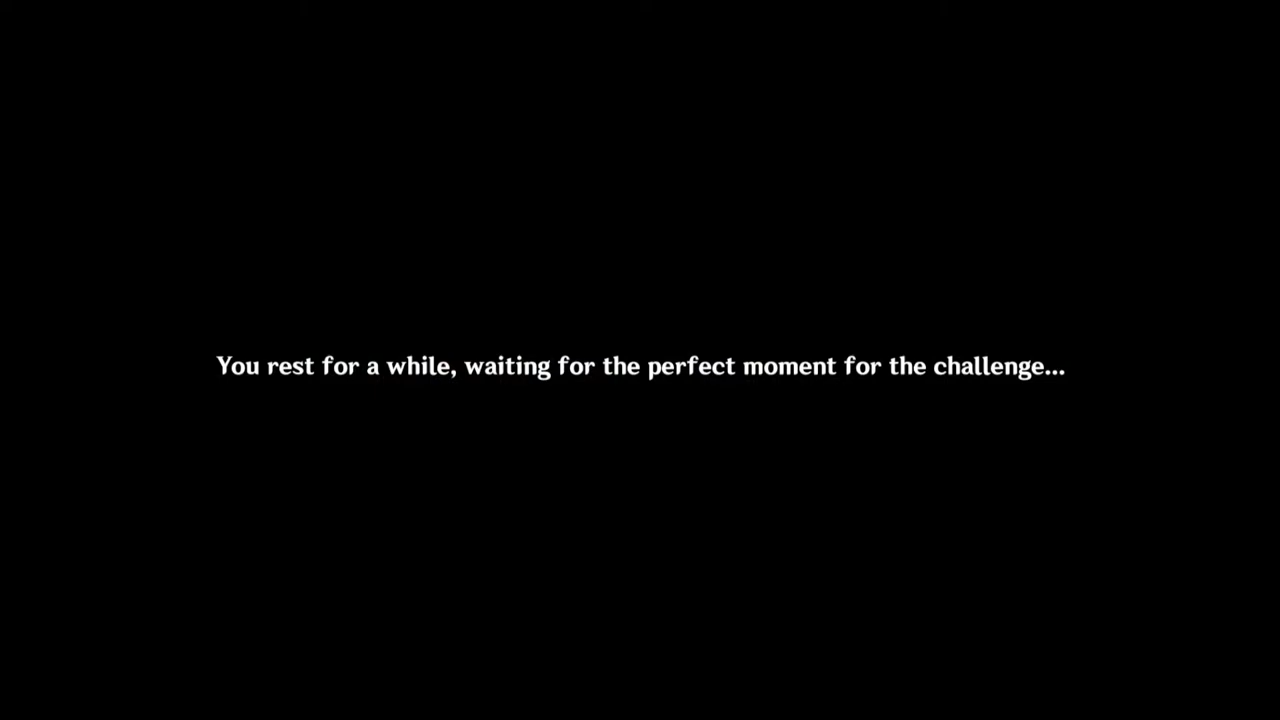 You rest for a while, waiting for the perfect moment for the challenge...